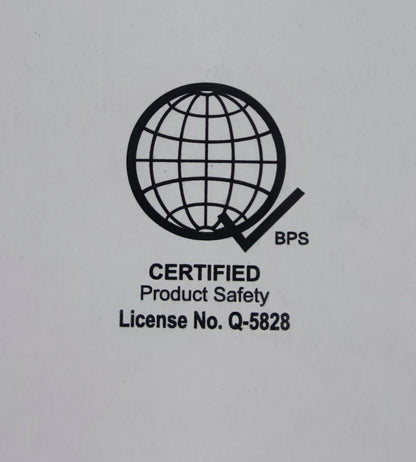 BPS
CERTIFIED
Product Safety
License No. Q-5828